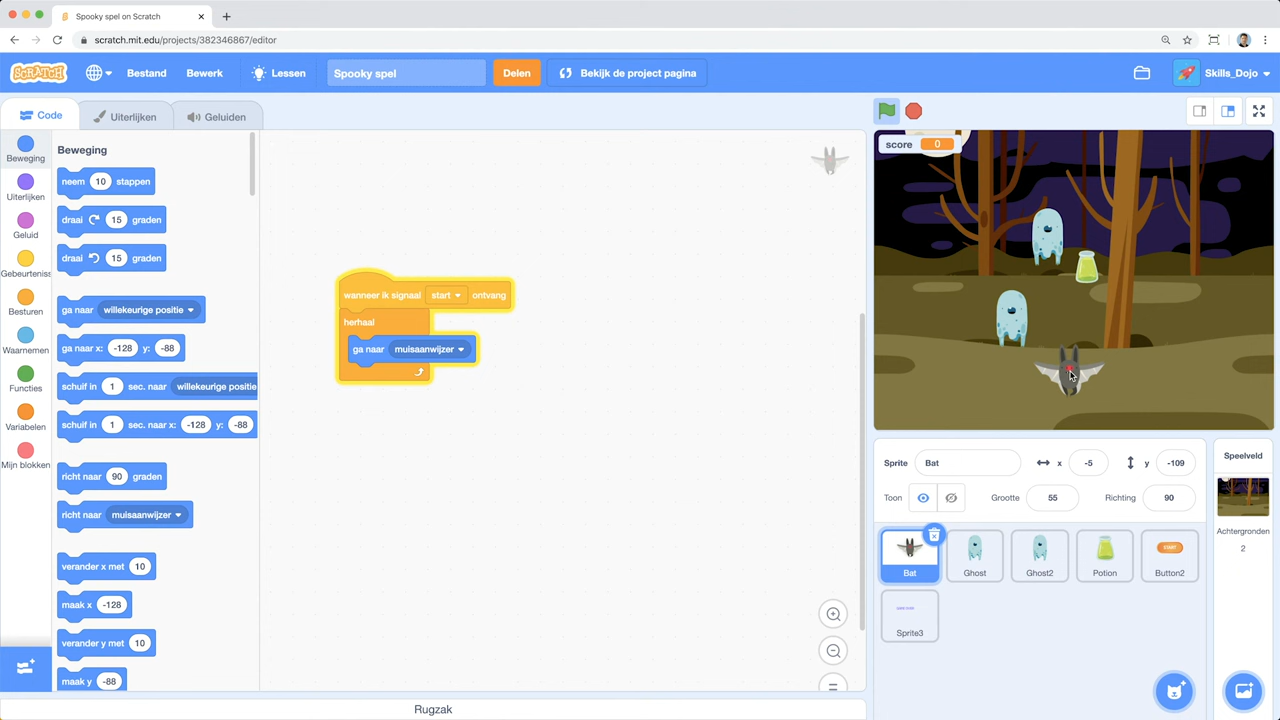 Spooky spel on Scratch
scratch.mit.edu/projects/382346867/editor
SCRATCH
Bestand
Bewerk
Lessen
Spooky spel
Delen
Bekijk de project pagina
Skills_Dojo
Code
Uiterlijken
Geluiden
Beweging
Uiterlijken
Geluid
Gebeurteniss
Besturen
Waarnemen
Functies
Variabelen
Mijn blokken
Beweging
neem 10 stappen
draai 15 graden
draai 15 graden
ga naar willekeurige positie
ga naar x: -128 y: -88
schuif in 1 sec. naar willekeurige positie
schuif in 1 sec. naar x: -128 y: -88
richt naar 90 graden
richt naar muisaanwijzer
verander x met 10
maak x -128
verander y met 10
maak y -88
wanneer ik signaal start ontvang
herhaal
ga naar muisaanwijzer
Rugzak
score 0
Sprite Bat x -5 y -109
Toon Grootte 55 Richting 90
Bat
Ghost
Ghost2
Potion
START
Button2
Sprite3
Speelveld
Achtergronden
2